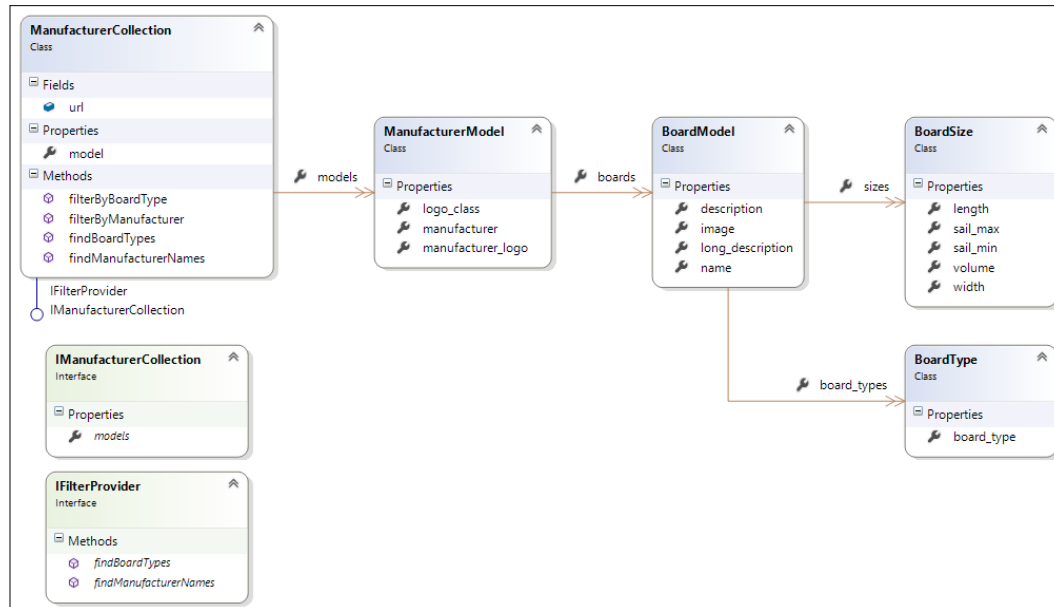 ManufacturerCollection
Class
Fields
url
Properties
model
Methods
filterByBoardType
filterByManufacturer
findBoardTypes
findManufacturerNames
IFilterProvider
IManufacturerCollection
models
ManufacturerModel
Class
Properties
logo_class
manufacturer
manufacturer_logo
boards
BoardModel
Class
Properties
description
image
long_description
name
sizes
BoardSize
Class
Properties
length
sail_max
sail_min
volume
width
board_types
BoardType
Class
Properties
board_type
IManufacturerCollection
Interface
Properties
models
IFilterProvider
Interface
Methods
findBoardTypes
findManufacturerNames